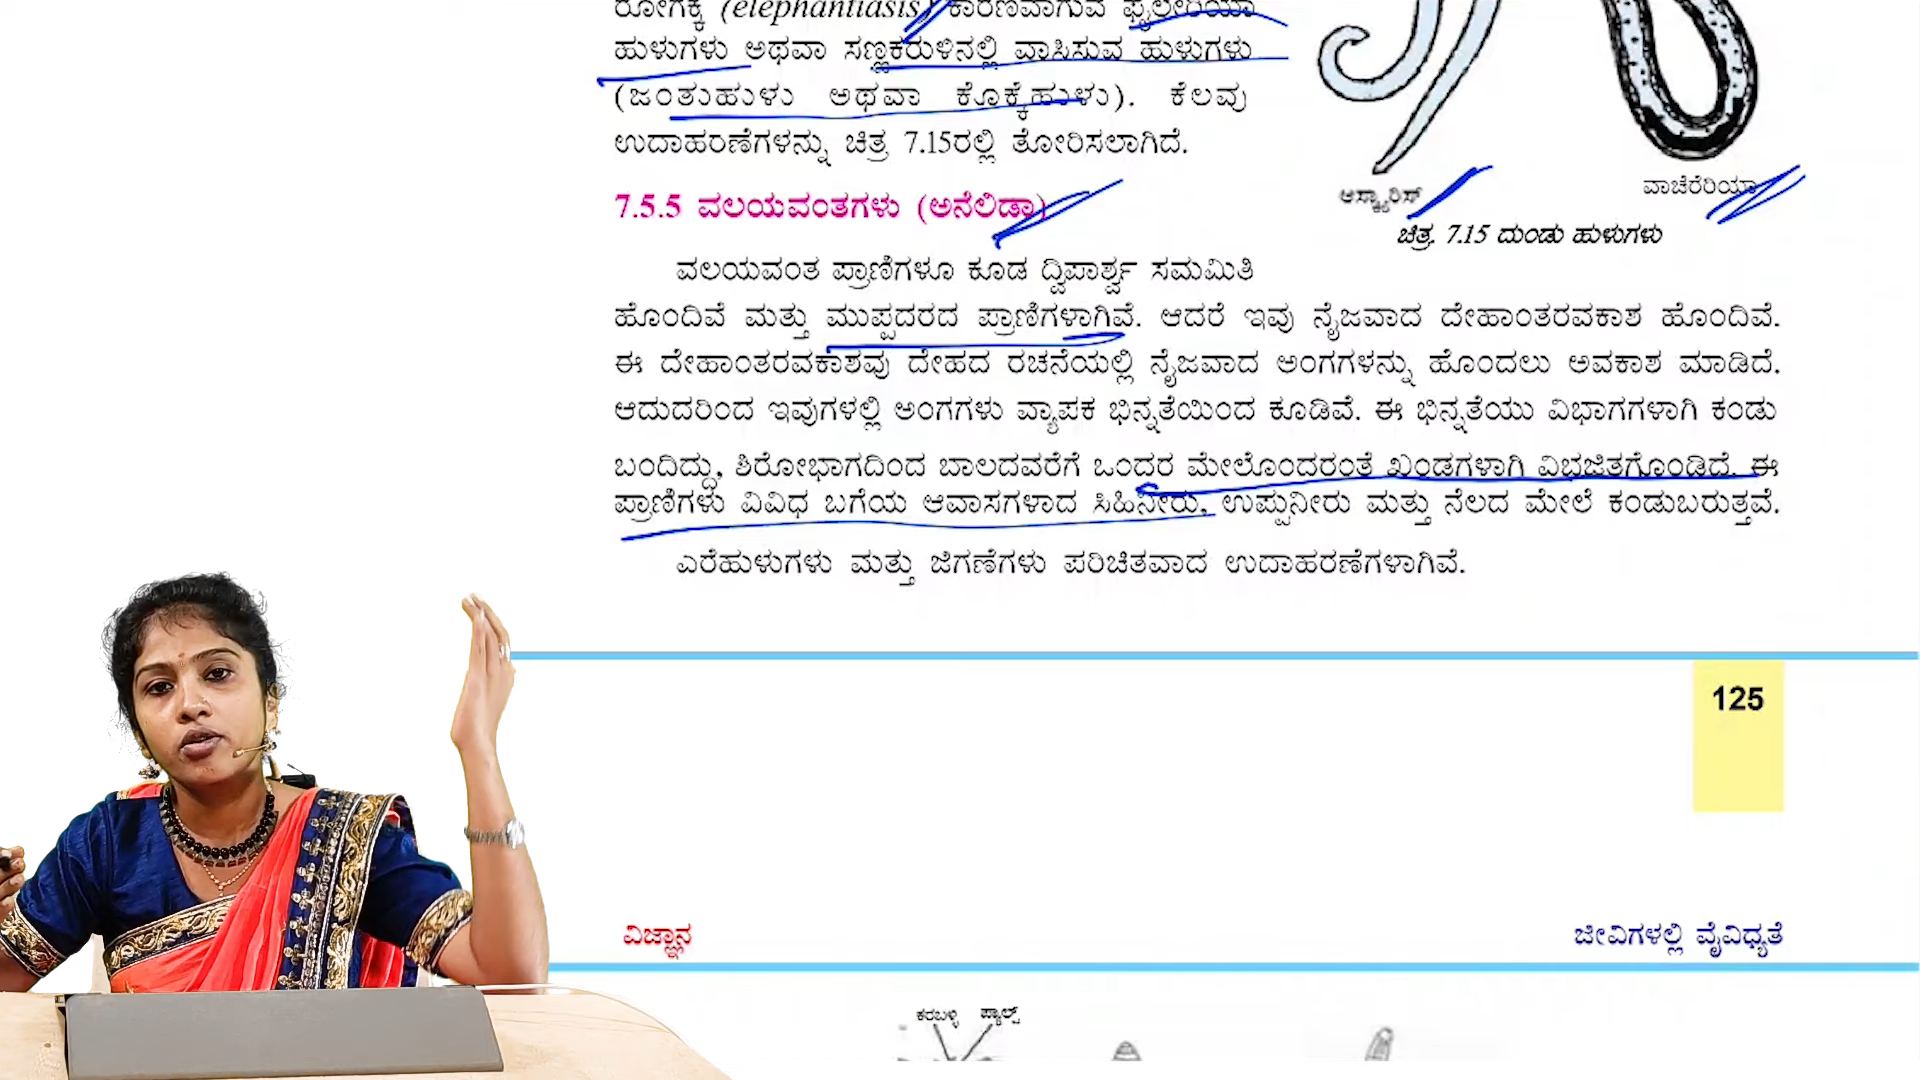 ರೋಗಕ್ಕೆ (elephantiasis) ಕಾರಣವಾಗುವ ಫೈಲೇರಿಯಾ
ಹುಳುಗಳು ಅಥವಾ ಸಣ್ಣಕರುಳಿನಲ್ಲಿ ವಾಸಿಸುವ ಹುಳುಗಳು
(ಜಂತುಹುಳು ಅಥವಾ ಕೊಕ್ಕೆಹುಳು). ಕೆಲವು
ಉದಾಹರಣೆಗಳನ್ನು ಚಿತ್ರ 7.15ರಲ್ಲಿ ತೋರಿಸಲಾಗಿದೆ.
ಆಸ್ಕ್ಯಾರಿಸ್ ವಾಚೆರೆರಿಯಾ
ಚಿತ್ರ. 7.15 ದುಂಡು ಹುಳುಗಳು
7.5.5 ವಲಯವಂತಗಳು (ಅನೆಲಿಡಾ)
ವಲಯವಂತ ಪ್ರಾಣಿಗಳೂ ಕೂಡ ದ್ವಿಪಾರ್ಶ್ವ ಸಮಮಿತಿ
ಹೊಂದಿವೆ ಮತ್ತು ಮುಪ್ಪದರದ ಪ್ರಾಣಿಗಳಾಗಿವೆ. ಆದರೆ ಇವು ನೈಜವಾದ ದೇಹಾಂತರವಕಾಶ ಹೊಂದಿವೆ.
ಈ ದೇಹಾಂತರವಕಾಶವು ದೇಹದ ರಚನೆಯಲ್ಲಿ ನೈಜವಾದ ಅಂಗಗಳನ್ನು ಹೊಂದಲು ಅವಕಾಶ ಮಾಡಿದೆ.
ಆದುದರಿಂದ ಇವುಗಳಲ್ಲಿ ಅಂಗಗಳು ವ್ಯಾಪಕ ಭಿನ್ನತೆಯಿಂದ ಕೂಡಿವೆ. ಈ ಭಿನ್ನತೆಯು ವಿಭಾಗಗಳಾಗಿ ಕಂಡು
ಬಂದಿದ್ದು, ಶಿರೋಭಾಗದಿಂದ ಬಾಲದವರೆಗೆ ಒಂದರ ಮೇಲೊಂದರಂತೆ ಖಂಡಗಳಾಗಿ ವಿಭಜಿತಗೊಂಡಿದೆ. ಈ
ಪ್ರಾಣಿಗಳು ವಿವಿಧ ಬಗೆಯ ಆವಾಸಗಳಾದ ಸಿಹಿನೀರು, ಉಪ್ಪುನೀರು ಮತ್ತು ನೆಲದ ಮೇಲೆ ಕಂಡುಬರುತ್ತವೆ.
ಎರೆಹುಳುಗಳು ಮತ್ತು ಜಿಗಣೆಗಳು ಪರಿಚಿತವಾದ ಉದಾಹರಣೆಗಳಾಗಿವೆ.
125
ವಿಜ್ಞಾನ ಜೀವಿಗಳಲ್ಲಿ ವೈವಿಧ್ಯತೆ
ಕರಬಳ್ಳಿ ಪ್ಯಾಲ್ಪ್